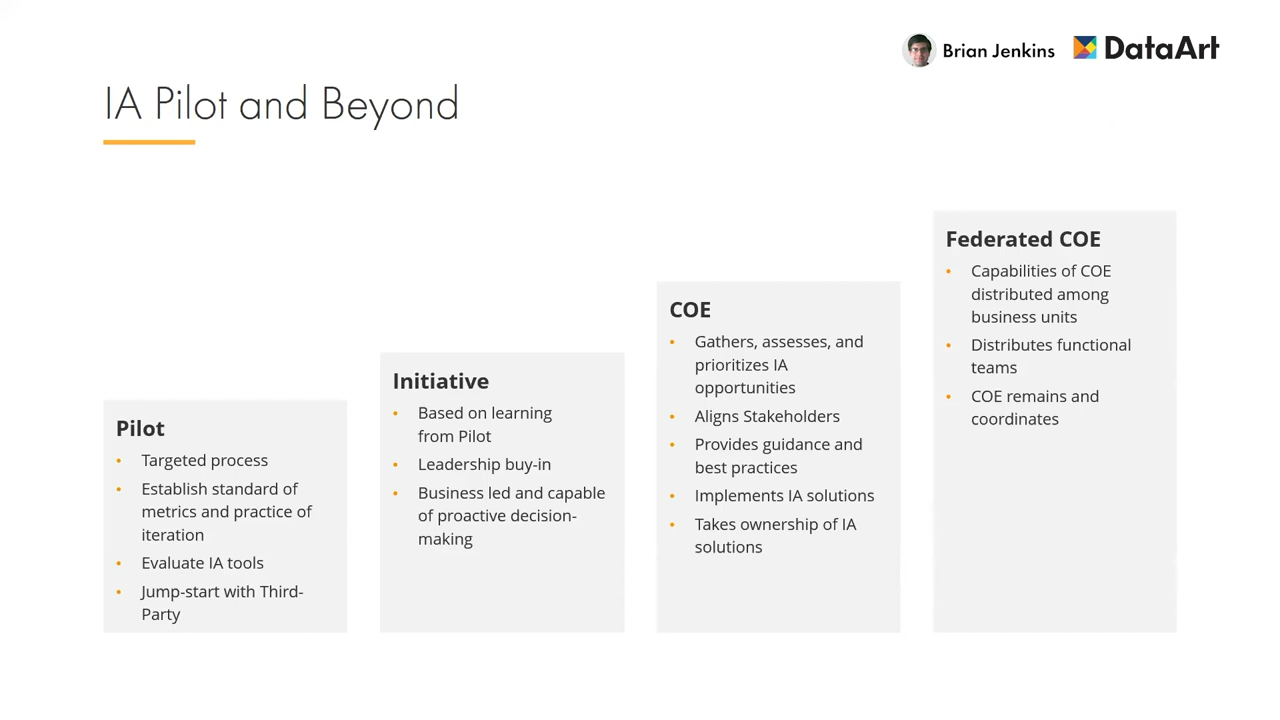 Brian Jenkins
DataArt
IA Pilot and Beyond
Pilot
• Targeted process
• Establish standard of
metrics and practice of
iteration
• Evaluate IA tools
• Jump-start with Third-
Party
Initiative
• Based on learning
from Pilot
• Leadership buy-in
• Business led and capable
of proactive decision-
making
COE
• Gathers, assesses, and
prioritizes IA
opportunities
• Aligns Stakeholders
• Provides guidance and
best practices
• Implements IA solutions
• Takes ownership of IA
solutions
Federated COE
• Capabilities of COE
distributed among
business units
• Distributes functional
teams
• COE remains and
coordinates